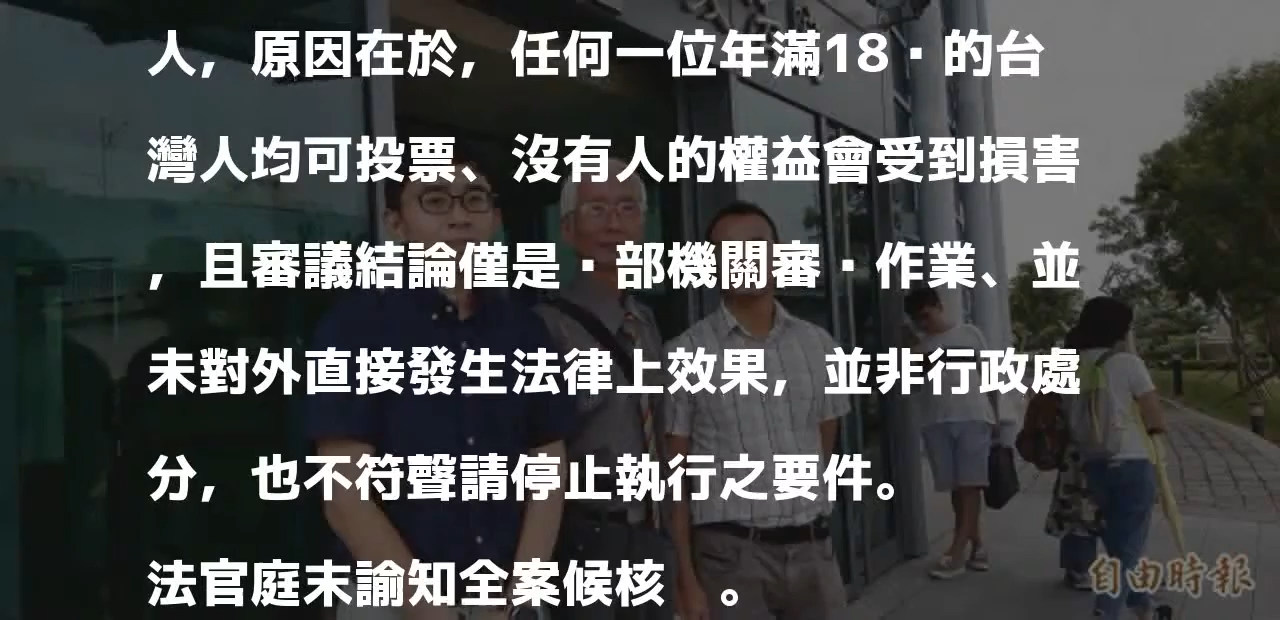 人，原因在於，任何一位年滿18▪的台
灣人均可投票、沒有人的權益會受到損害
，且審議結論僅是▪部機關審▪作業、並
未對外直接發生法律上效果，並非行政處
分，也不符聲請停止執行之要件。
法官庭末諭知全案候核　。
自由時報